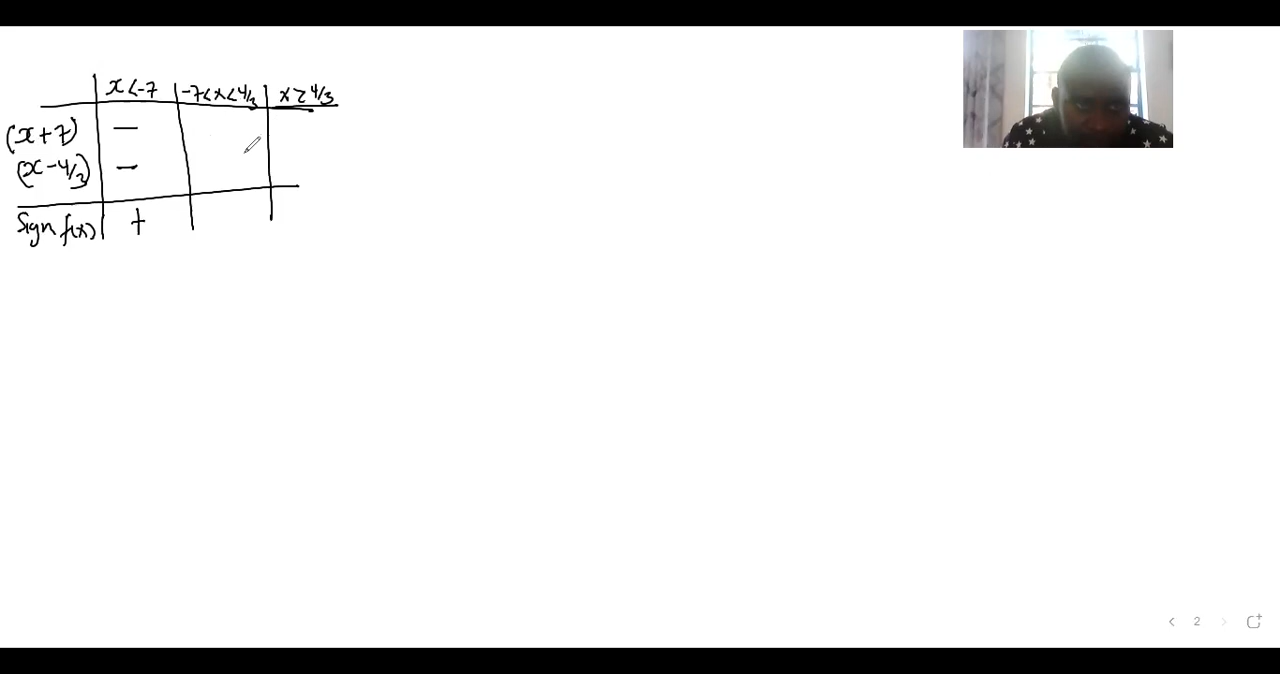 x<-7 -7<x<4/3 x>4/3
(x+7) —
(x-4/3) —
Sign f(x) +
2